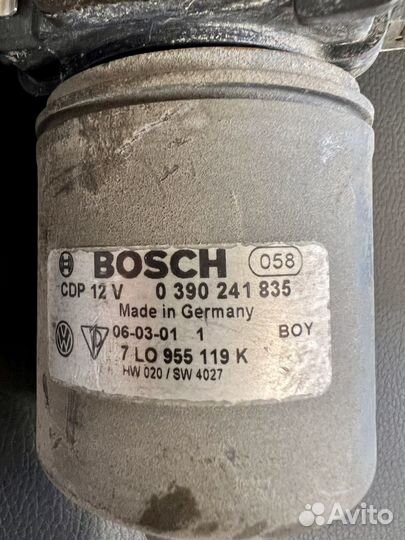 BOSCH 058
CDP 12 V 0 390 241 835
Made in Germany
06-03-01 1 BOY
7 L0 955 119 K
HW 020 / SW 4027
Avito